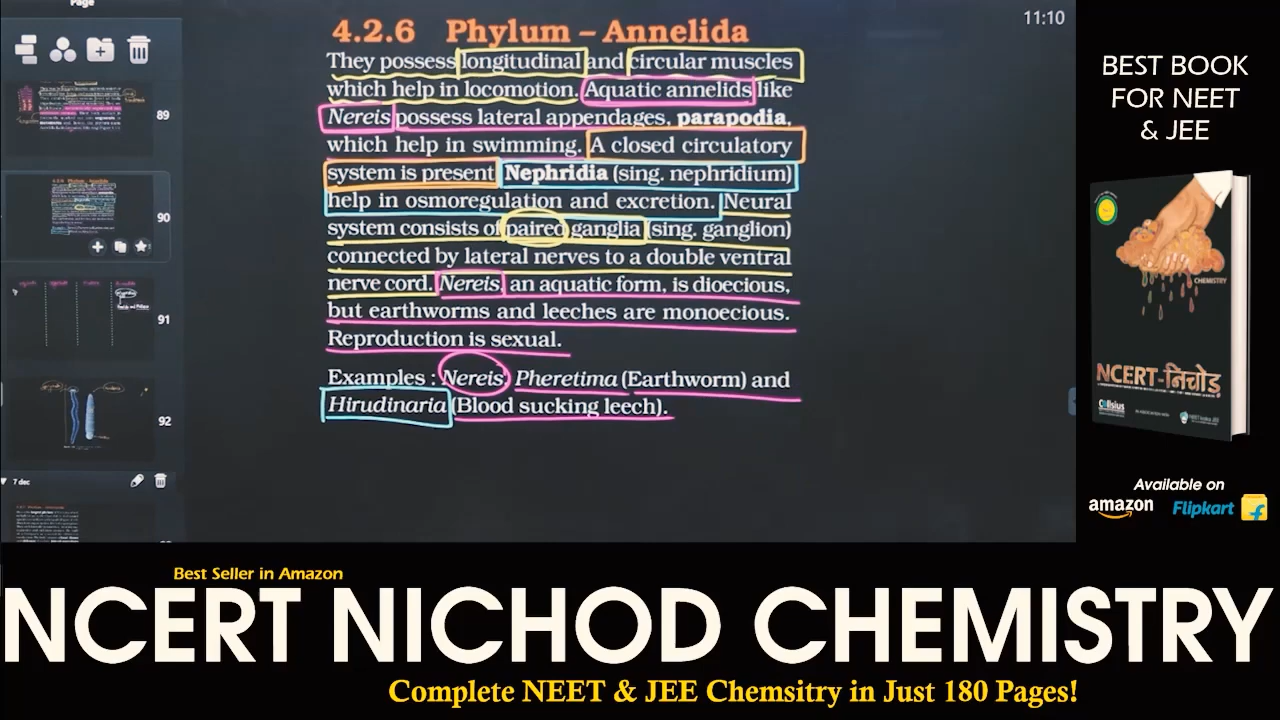 Page
89
90
91
92
7 dec
11:10
4.2.6 Phylum – Annelida
They possess longitudinal and circular muscles
which help in locomotion. Aquatic annelids like
Nereis possess lateral appendages, parapodia,
which help in swimming. A closed circulatory
system is present. Nephridia (sing. nephridium)
help in osmoregulation and excretion. Neural
system consists of paired ganglia (sing. ganglion)
connected by lateral nerves to a double ventral
nerve cord. Nereis, an aquatic form, is dioecious,
but earthworms and leeches are monoecious.
Reproduction is sexual.
Examples : Nereis, Pheretima (Earthworm) and
Hirudinaria (Blood sucking leech).
BEST BOOK
FOR NEET
& JEE
CHEMISTRY
NCERT-निचोड़
Available on
amazon Flipkart
Best Seller in Amazon
NCERT NICHOD CHEMISTRY
Complete NEET & JEE Chemsitry in Just 180 Pages!